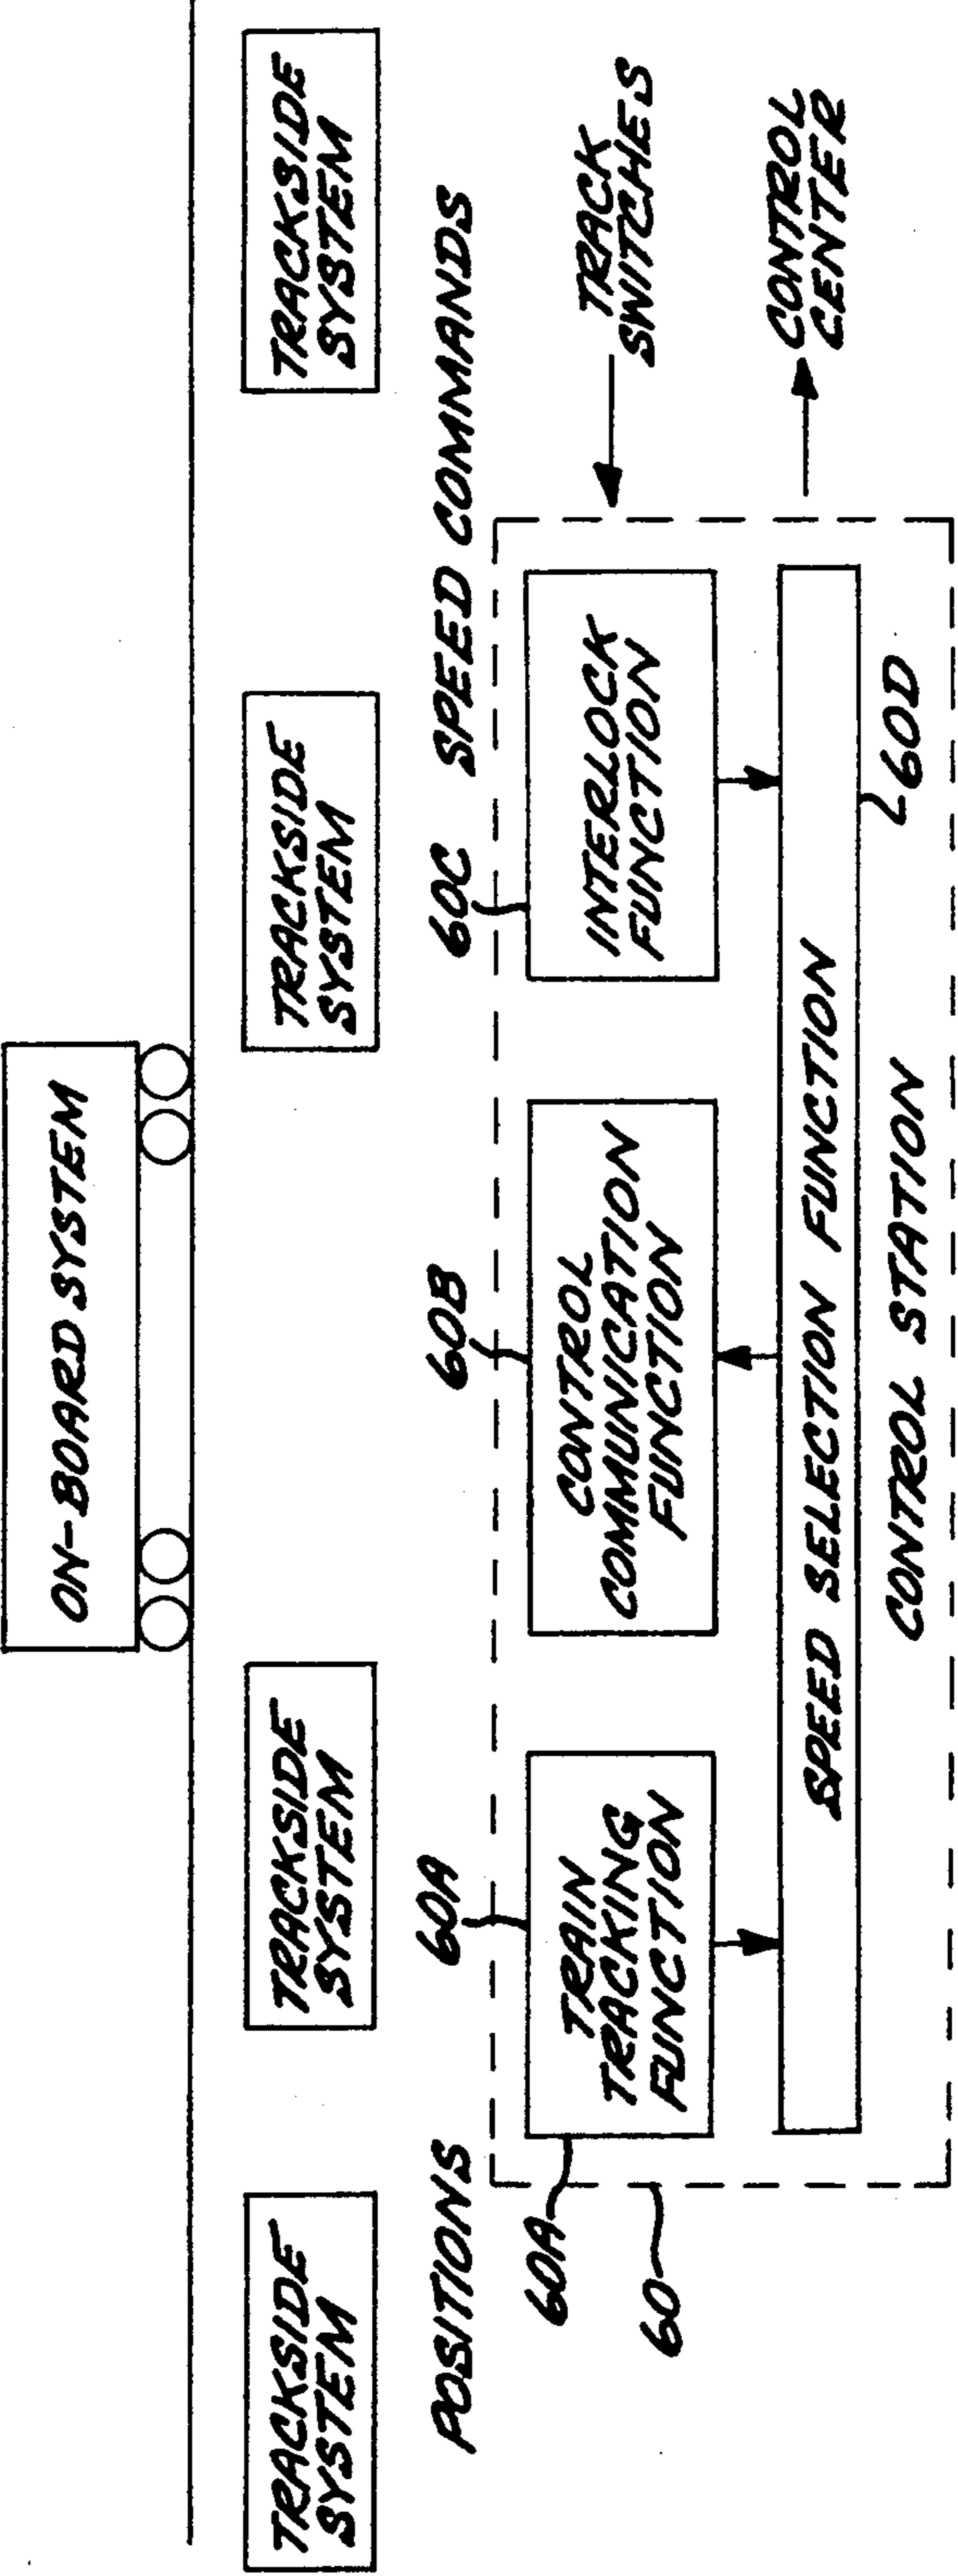 ON-BOARD SYSTEM
TRACKSIDE
SYSTEM
TRACKSIDE
SYSTEM
TRACKSIDE
SYSTEM
TRACKSIDE
SYSTEM
POSITIONS
60A
60B
60C
SPEED COMMANDS
60A
60
TRAIN
TRACKING
FUNCTION
CONTROL
COMMUNICATION
FUNCTION
INTERLOCK
FUNCTION
TRACK
SWITCHES
SPEED SELECTION FUNCTION
60D
CONTROL STATION
CONTROL
CENTER